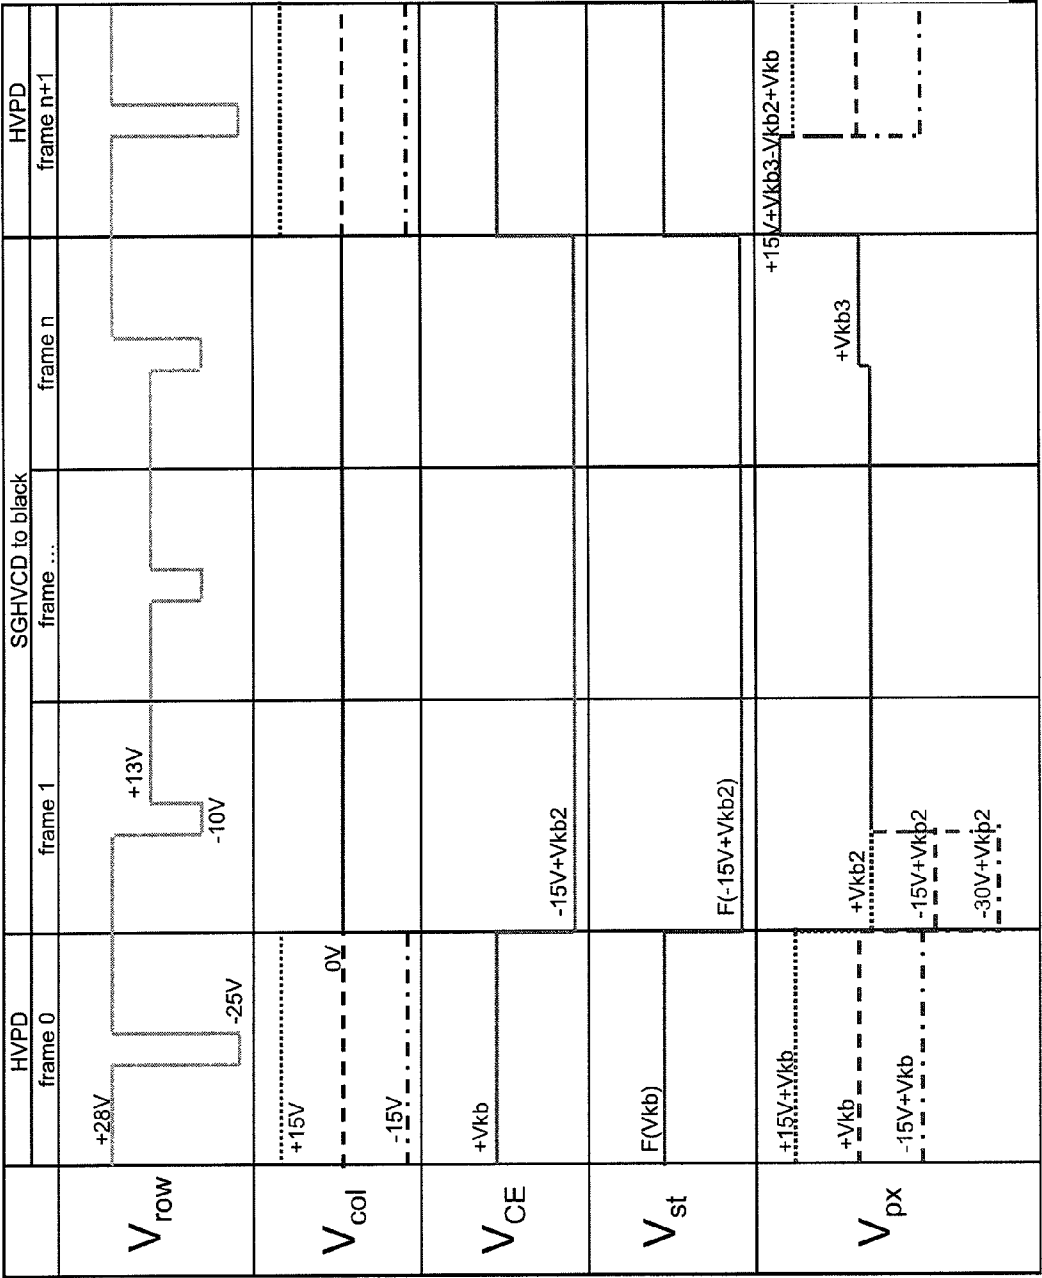 HVPD
SGHVCD to black
HVPD
frame 0
frame 1
frame ...
frame n
frame n+1
Vrow
+28V
-25V
-10V
+13V
Vcol
+15V
0V
-15V
VCE
+Vkb
-15V+Vkb2
Vst
F(Vkb)
F(-15V+Vkb2)
Vpx
+15V+Vkb
+Vkb
-15V+Vkb
+Vkb2
-15V+Vkb2
-30V+Vkb2
+Vkb3
+15V+Vkb3-Vkb2+Vkb